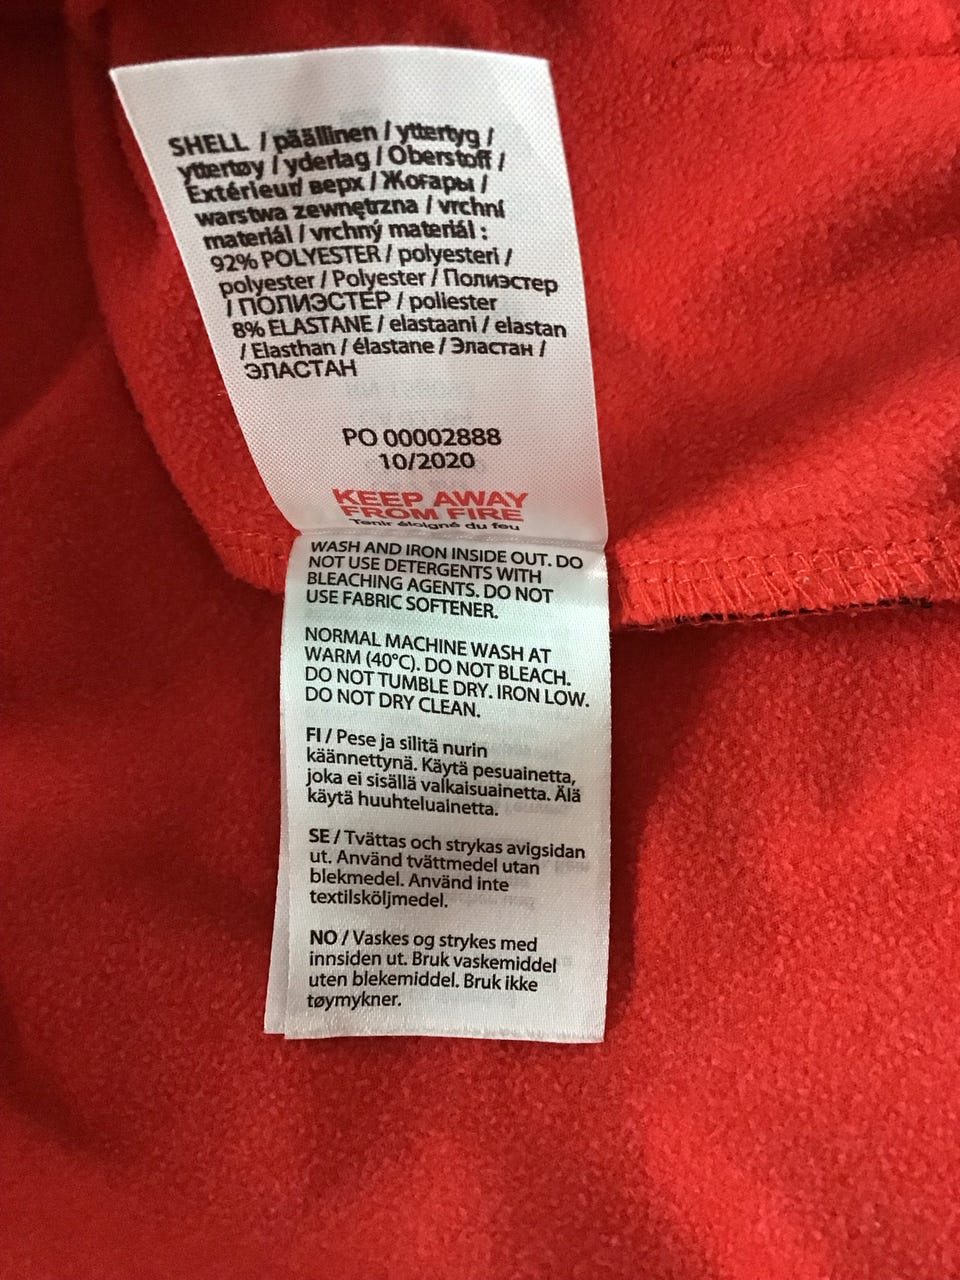 SHELL / päällinen / yttertyg /
yttertøy / yderlag / Oberstoff /
Extérieur/ верх / Жоғары /
warstwa zewnętrzna / vrchní
materiál / vrchný materiál :
92% POLYESTER / polyesteri /
polyester / Polyester / Полиэстер
/ ПОЛИЭСТЕР / poliester
8% ELASTANE / elastaani / elastan
/ Elasthan / élastane / Эластан /
ЭЛАСТАН
PO 00002888
10/2020
KEEP AWAY
FROM FIRE
Tenir éloigné du feu
WASH AND IRON INSIDE OUT. DO
NOT USE DETERGENTS WITH
BLEACHING AGENTS. DO NOT
USE FABRIC SOFTENER.
NORMAL MACHINE WASH AT
WARM (40°C). DO NOT BLEACH.
DO NOT TUMBLE DRY. IRON LOW.
DO NOT DRY CLEAN.
FI / Pese ja silitä nurin
käännettynä. Käytä pesuainetta,
joka ei sisällä valkaisuainetta. Älä
käytä huuhteluainetta.
SE / Tvättas och strykas avigsidan
ut. Använd tvättmedel utan
blekmedel. Använd inte
textilsköljmedel.
NO / Vaskes og strykes med
innsiden ut. Bruk vaskemiddel
uten blekemiddel. Bruk ikke
tøymykner.